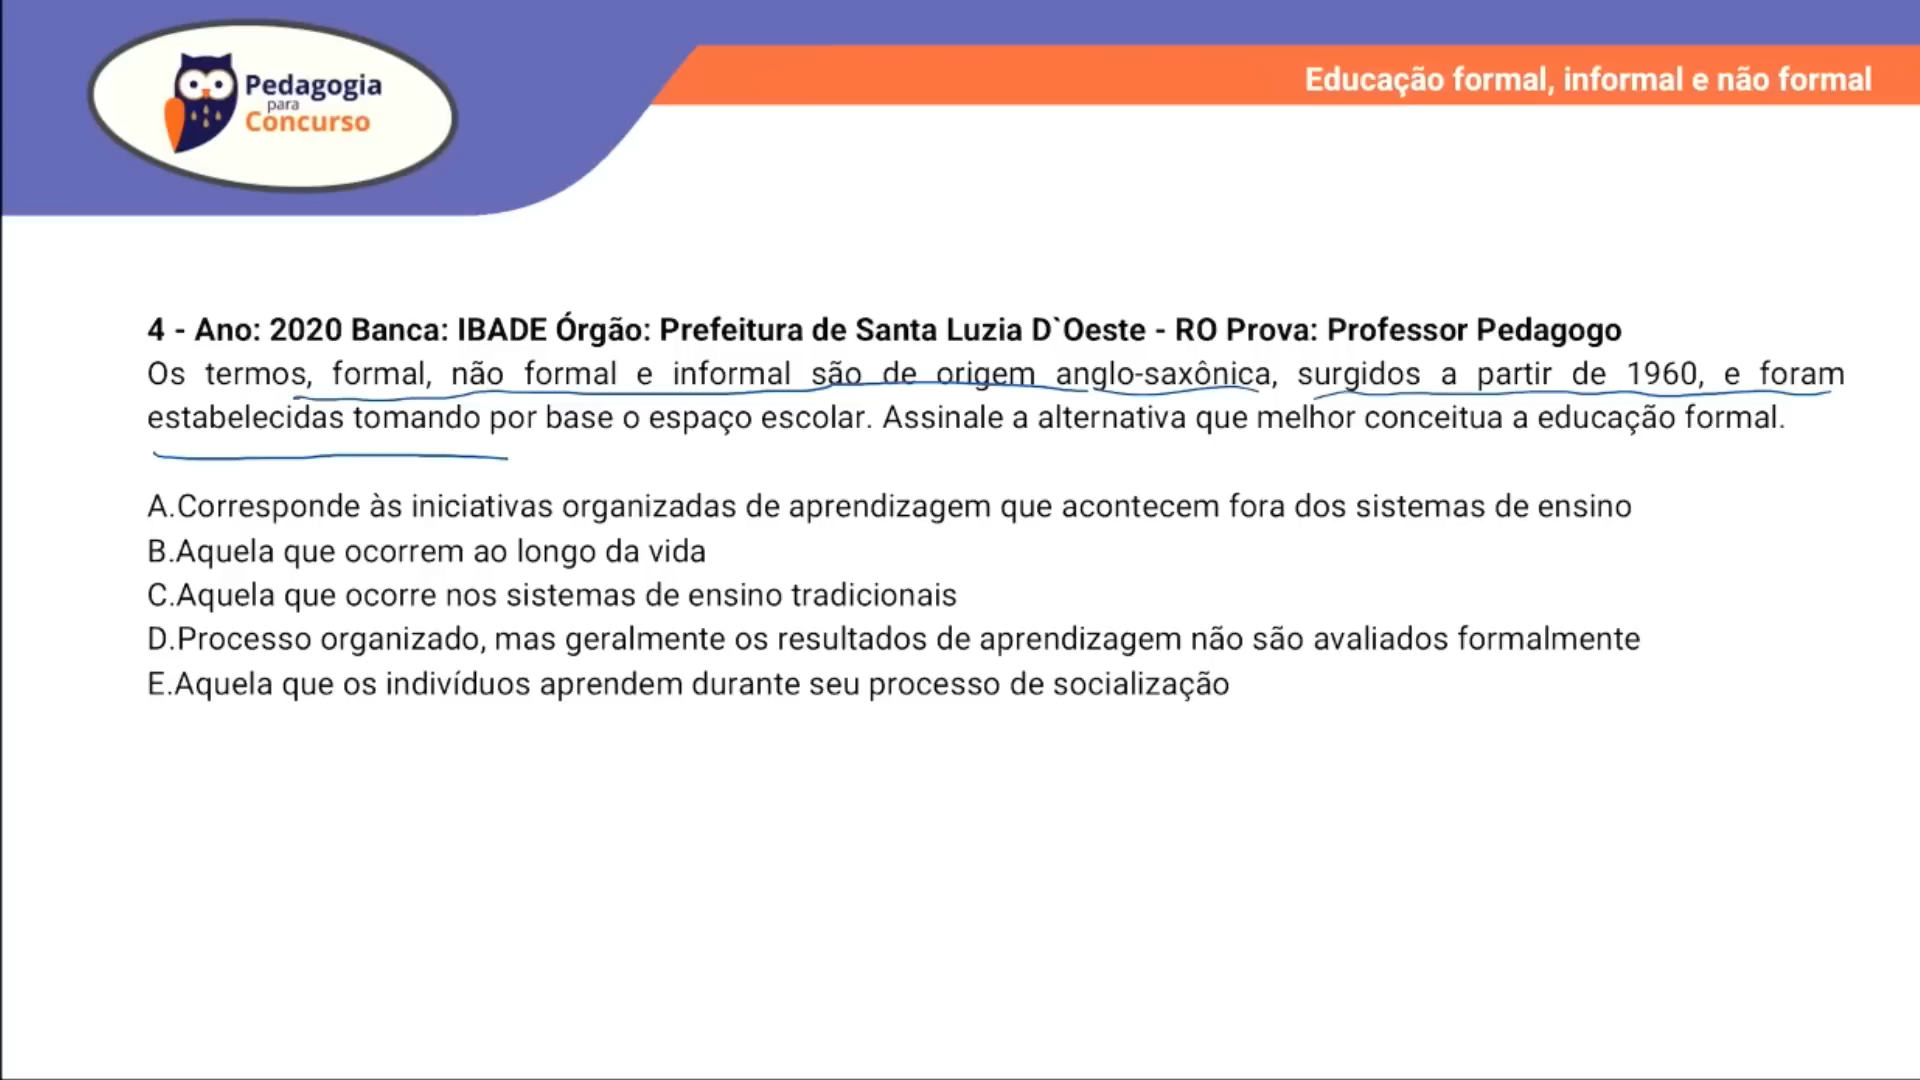 Pedagogia
para
Concurso
Educação formal, informal e não formal
4 - Ano: 2020 Banca: IBADE Órgão: Prefeitura de Santa Luzia D`Oeste - RO Prova: Professor Pedagogo
Os termos, formal, não formal e informal são de origem anglo-saxônica, surgidos a partir de 1960, e foram
estabelecidas tomando por base o espaço escolar. Assinale a alternativa que melhor conceitua a educação formal.
A.Corresponde às iniciativas organizadas de aprendizagem que acontecem fora dos sistemas de ensino
B.Aquela que ocorrem ao longo da vida
C.Aquela que ocorre nos sistemas de ensino tradicionais
D.Processo organizado, mas geralmente os resultados de aprendizagem não são avaliados formalmente
E.Aquela que os indivíduos aprendem durante seu processo de socialização